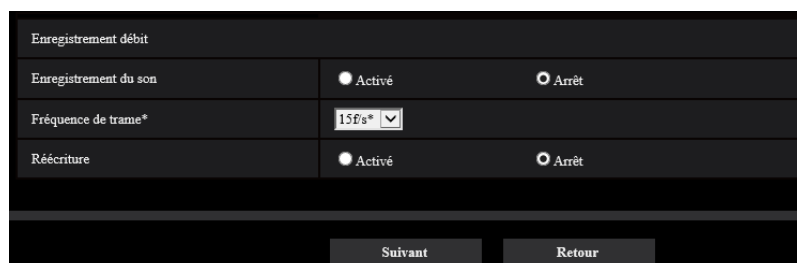 Enregistrement débit
Enregistrement du son Activé Arrêt
Fréquence de trame* 15f/s*
Réécriture Activé Arrêt
Suivant Retour